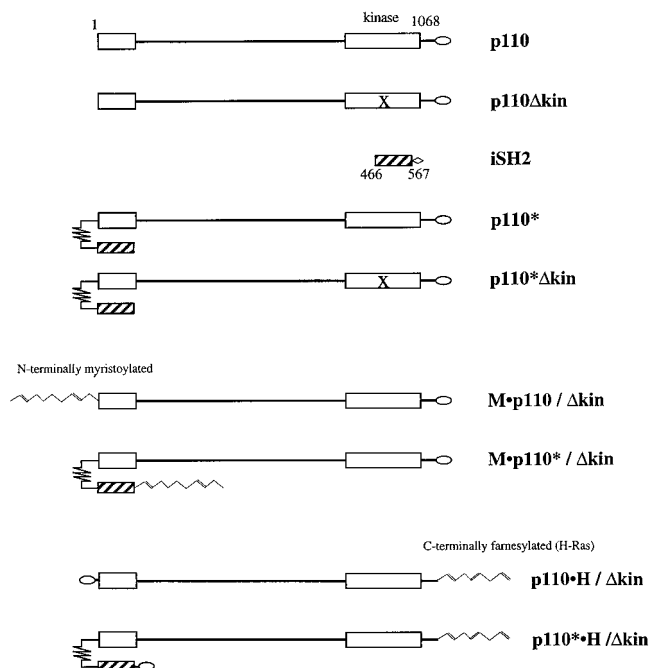 1
kinase
1068
p110
X
p110Δkin
iSH2
466
567
p110*
X
p110*Δkin
N-terminally myristoylated
M•p110 / Δkin
M•p110* / Δkin
C-terminally farnesylated (H-Ras)
p110•H / Δkin
p110*•H /Δkin